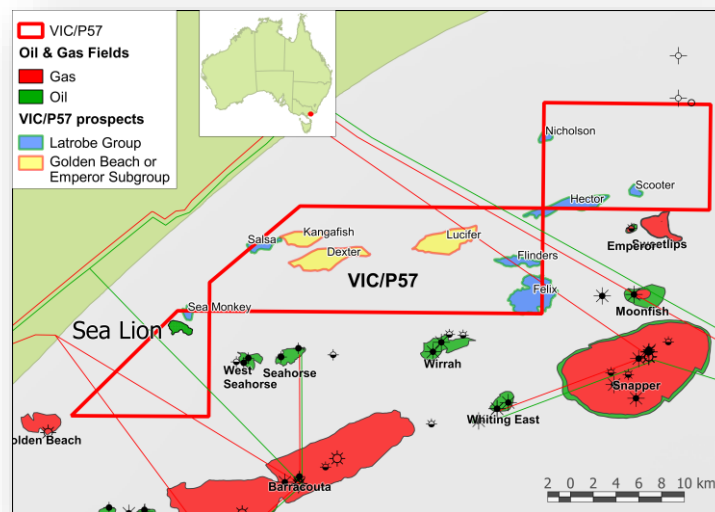 VIC/P57
Oil & Gas Fields
Gas
Oil
VIC/P57 prospects
Latrobe Group
Golden Beach or
Emperor Subgroup
Nicholson
Scooter
Hector
Kangafish
Lucifer
Salsa
Dexter
Emperor
Sweetlips
Flinders
VIC/P57
Felix
Sea Monkey
Moonfish
Sea Lion
West
Seahorse
Seahorse
Wirrah
Snapper
Whiting East
olden Beach
Barracouta
2 0 2 4 6 8 10 km